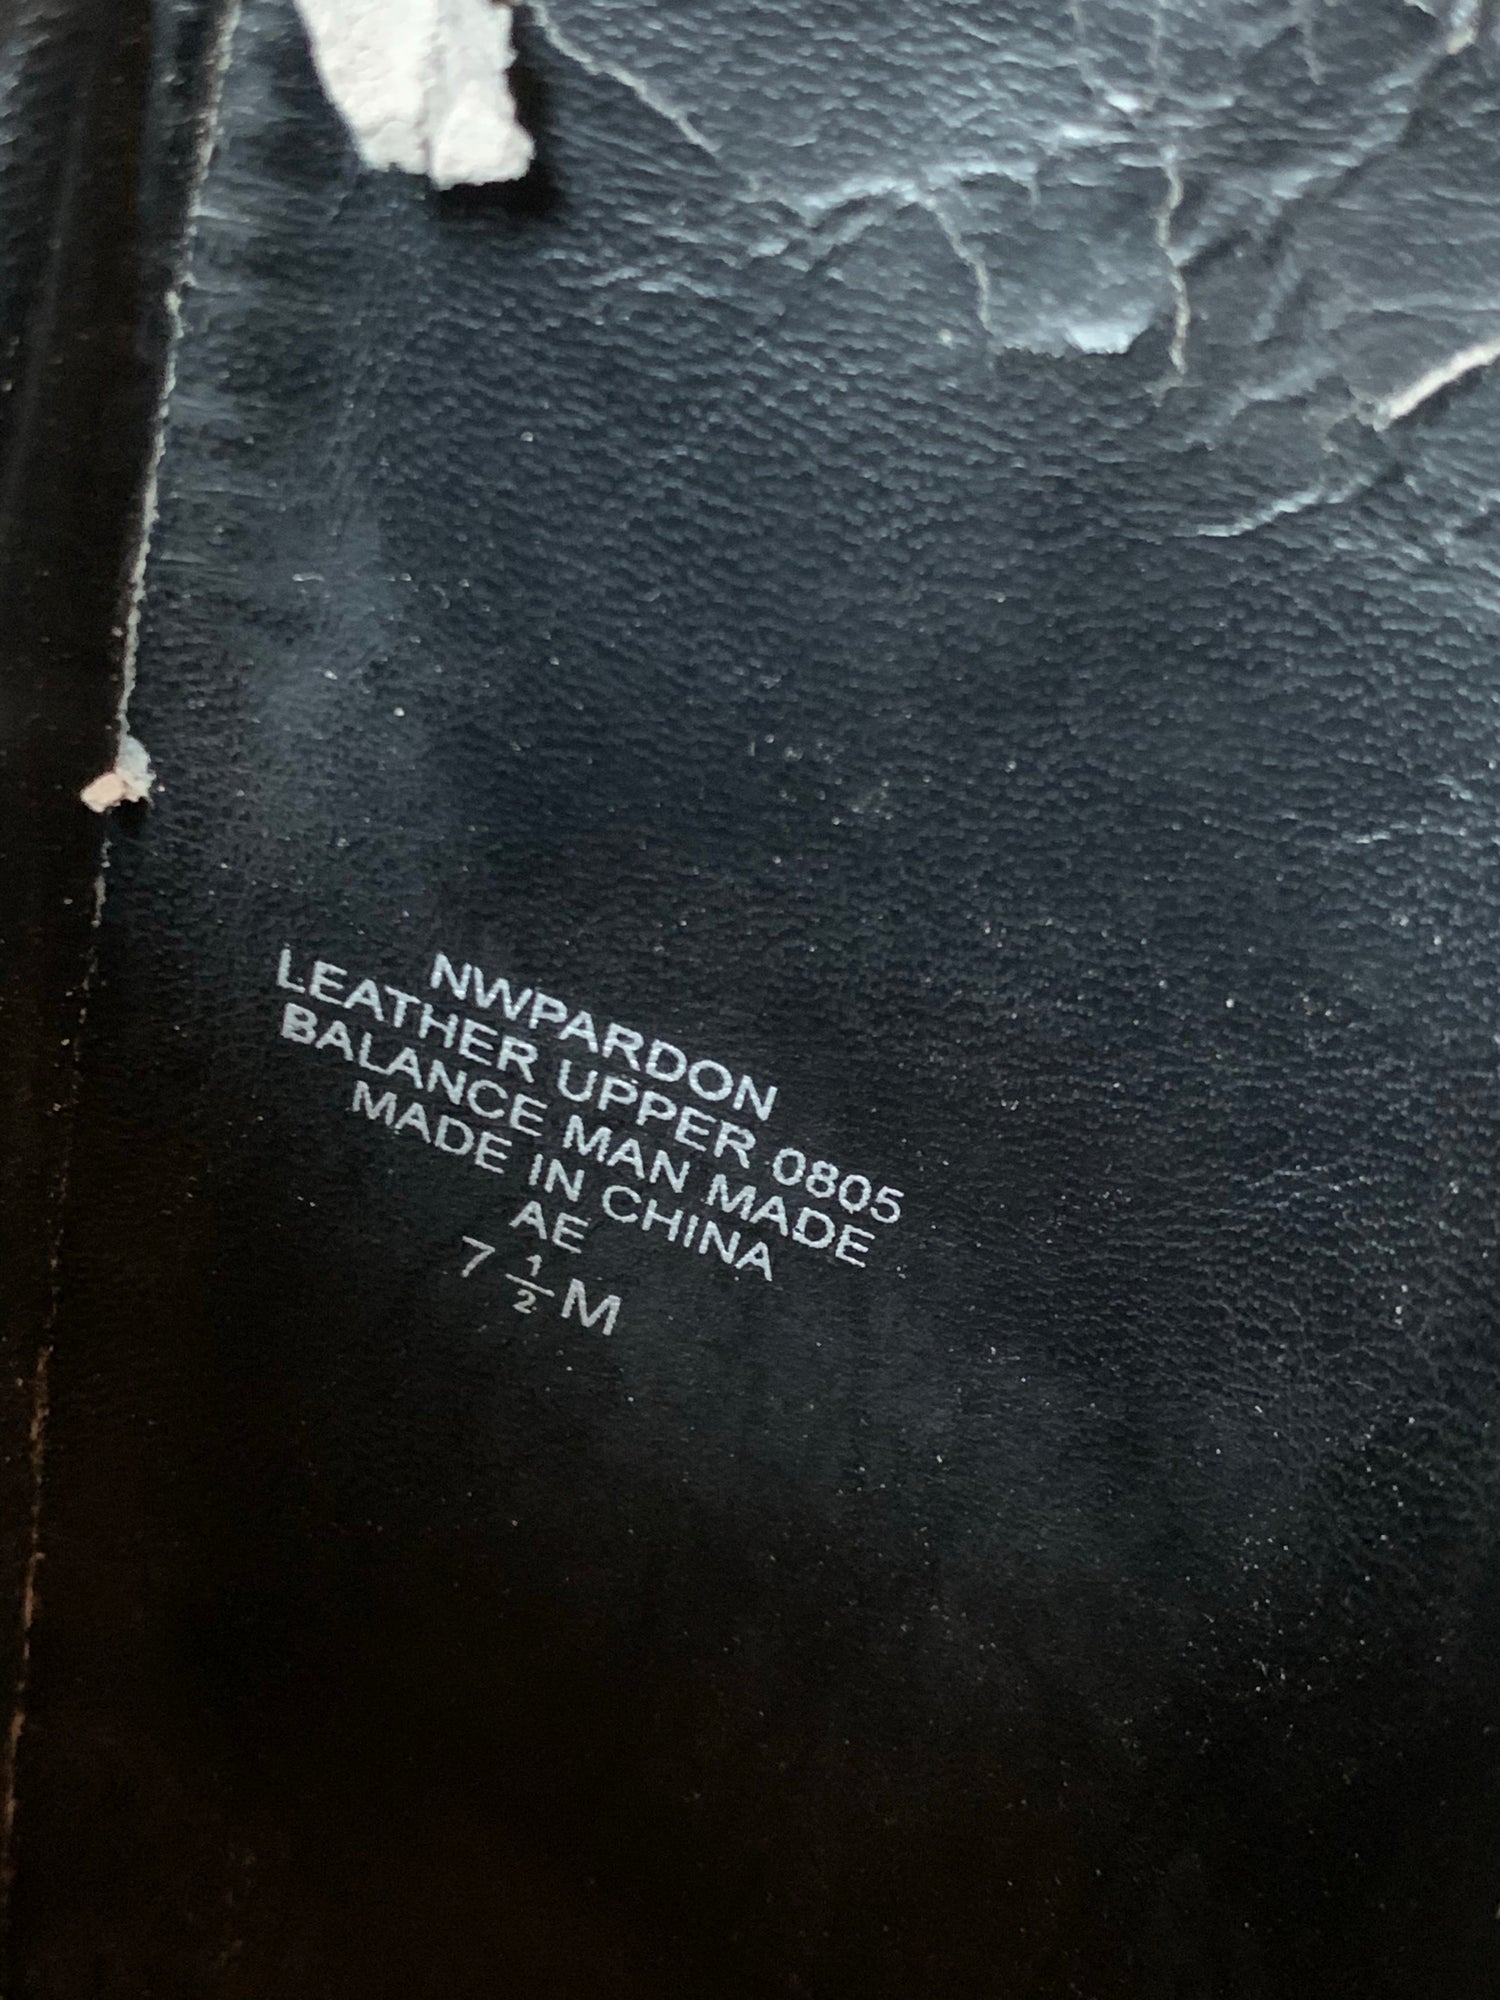 NWPARDON
LEATHER UPPER 0805
BALANCE MAN MADE
MADE IN CHINA
AE
7 1/2 M